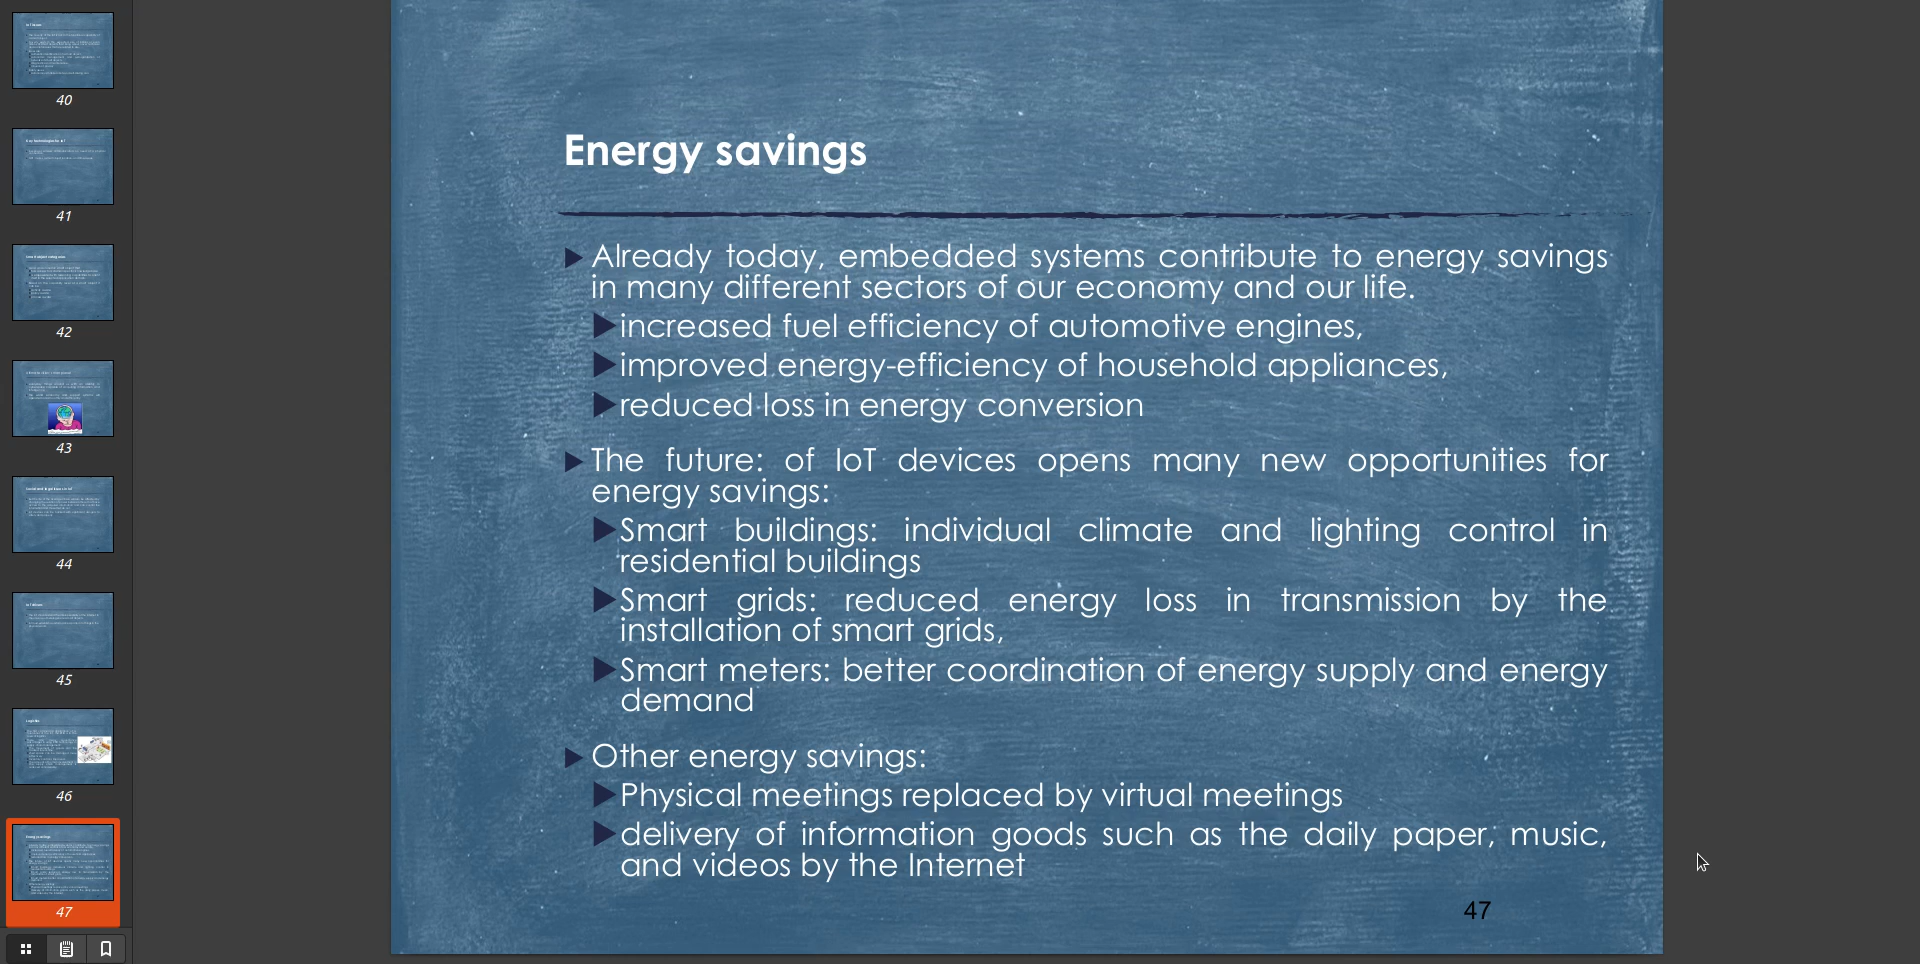 40
41
42
43
44
45
46
47
Energy savings
Already today, embedded systems contribute to energy savings
in many different sectors of our economy and our life.
increased fuel efficiency of automotive engines,
improved energy-efficiency of household appliances,
reduced loss in energy conversion
The future: of IoT devices opens many new opportunities for
energy savings:
Smart buildings: individual climate and lighting control in
residential buildings
Smart grids: reduced energy loss in transmission by the
installation of smart grids,
Smart meters: better coordination of energy supply and energy
demand
Other energy savings:
Physical meetings replaced by virtual meetings
delivery of information goods such as the daily paper, music,
and videos by the Internet
47